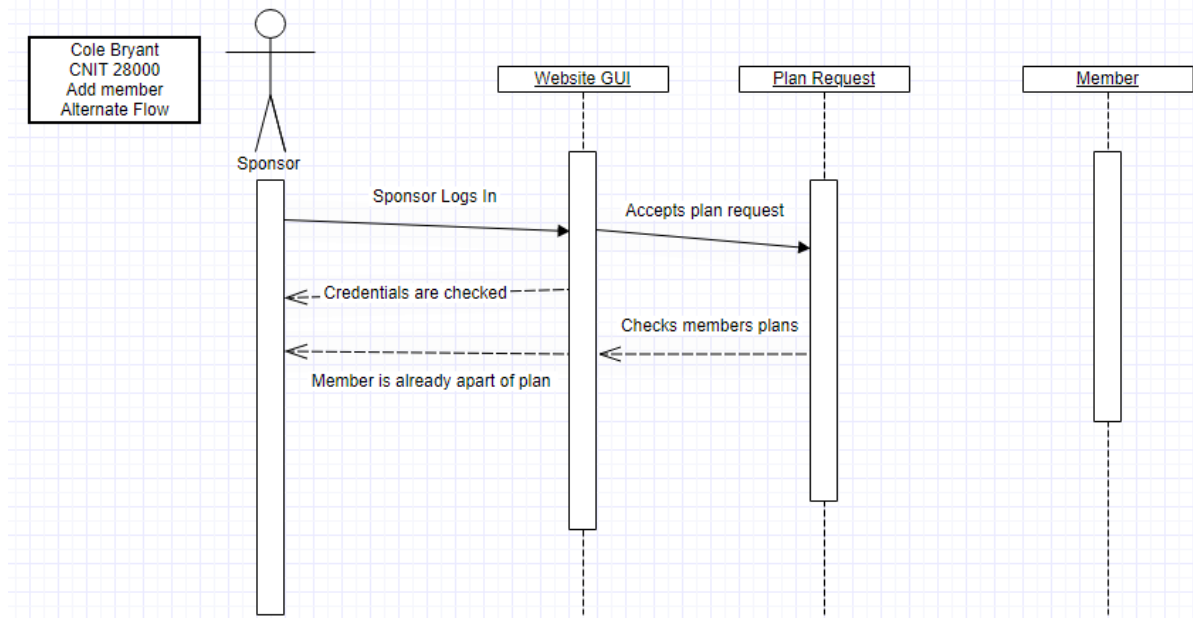 Cole Bryant
CNIT 28000
Add member
Alternate Flow
Sponsor
Website GUI
Plan Request
Member
Sponsor Logs In
Accepts plan request
Credentials are checked
Checks members plans
Member is already apart of plan